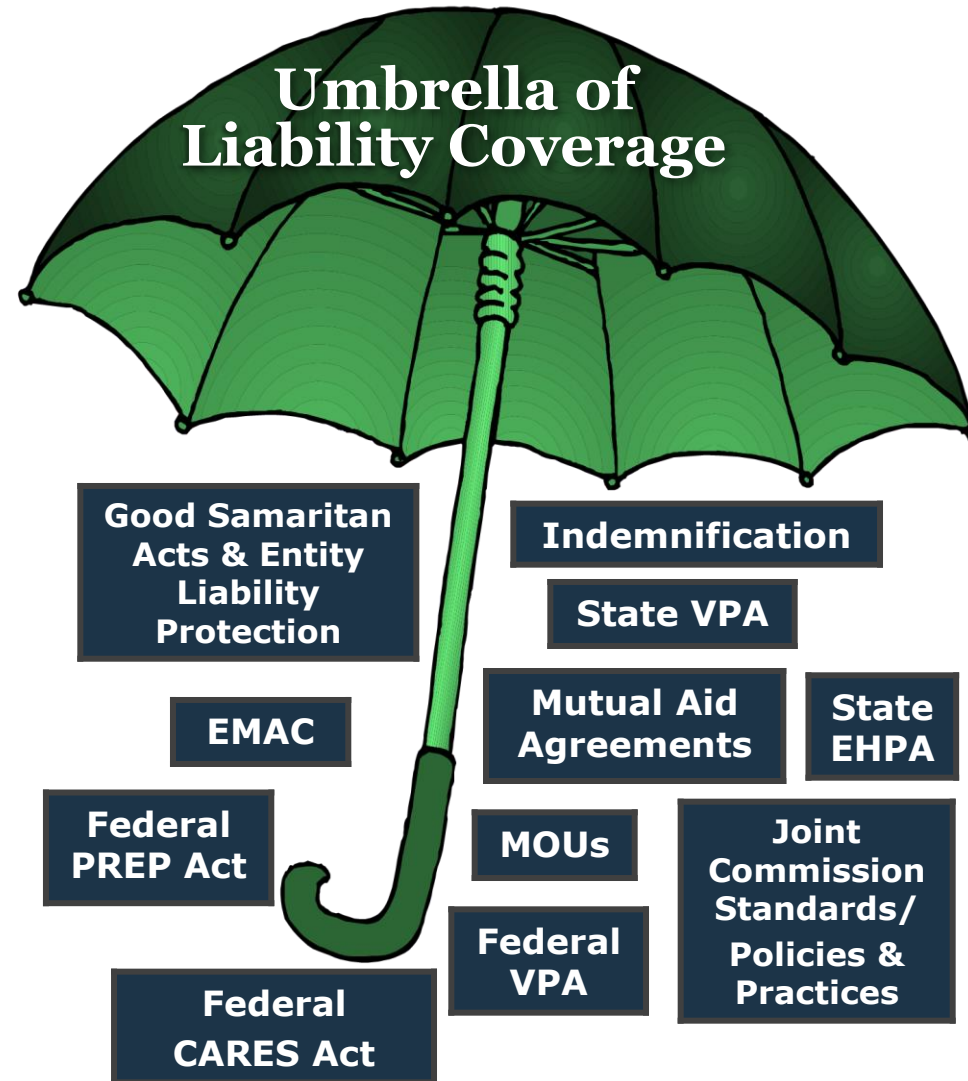 Umbrella of
Liability Coverage
Good Samaritan
Acts & Entity
Liability
Protection
Indemnification
State VPA
EMAC
Mutual Aid
Agreements
State
EHPA
Federal
PREP Act
MOUs
Joint
Commission
Standards/
Policies &
Practices
Federal
VPA
Federal
CARES Act